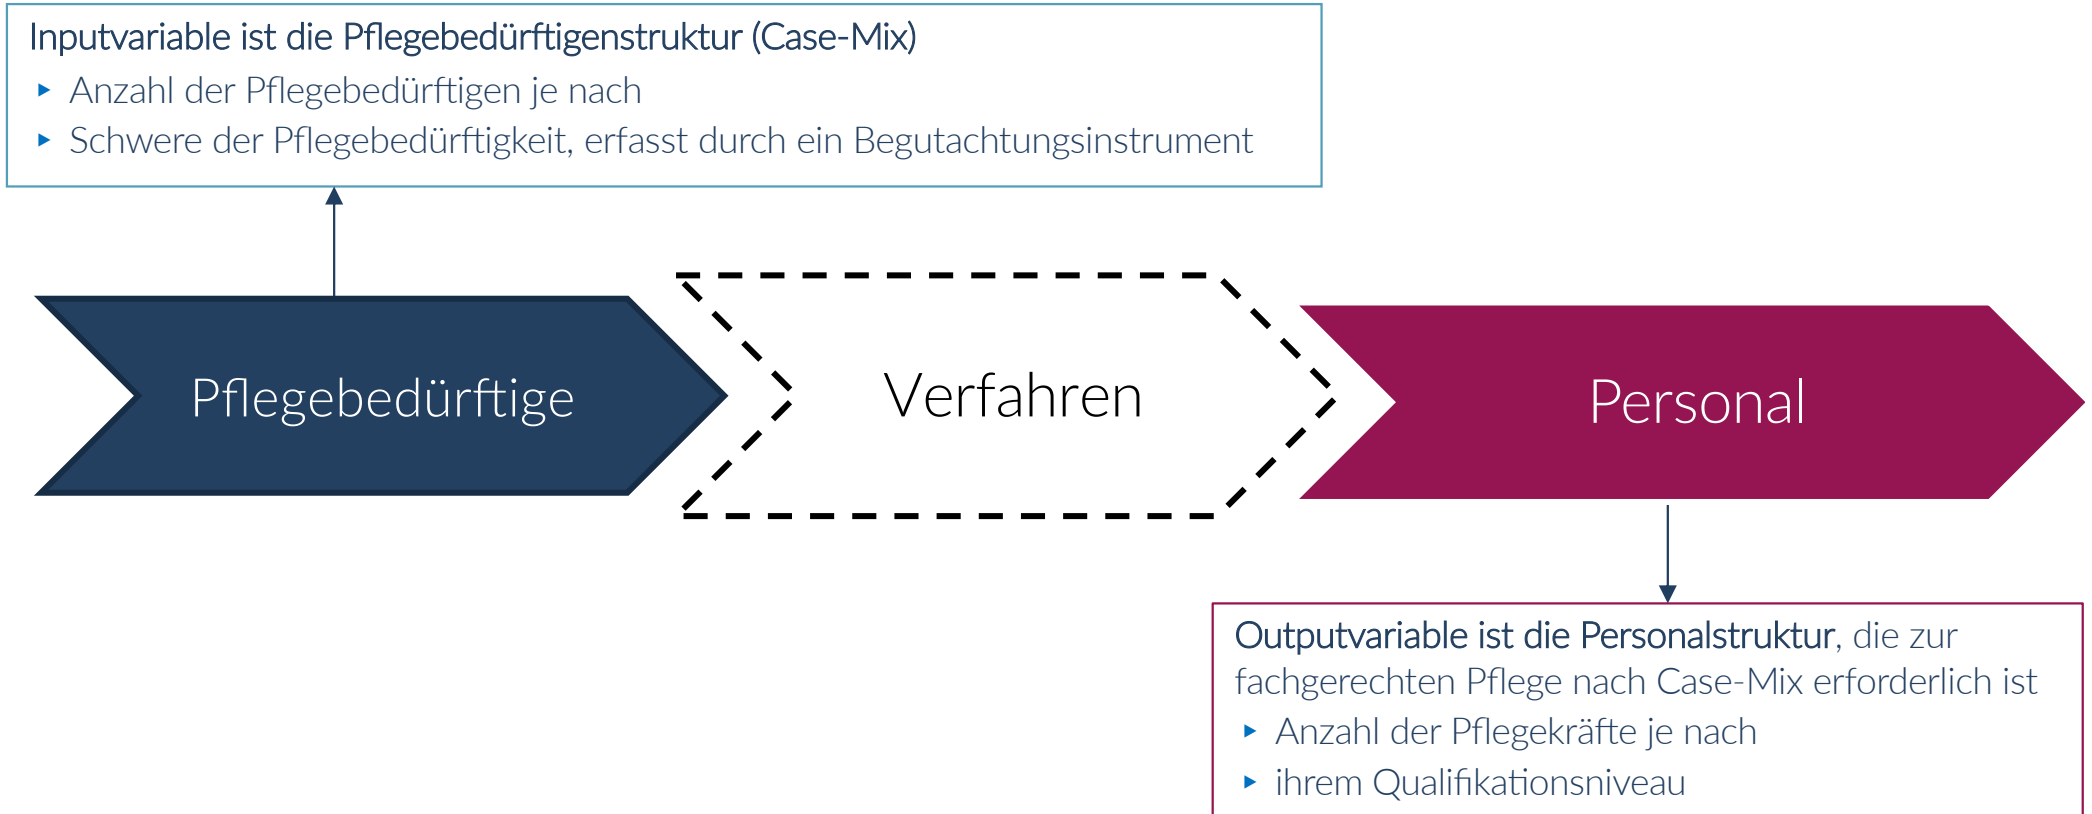 Inputvariable ist die Pflegebedürftigenstruktur (Case-Mix)
▸ Anzahl der Pflegebedürftigen je nach
▸ Schwere der Pflegebedürftigkeit, erfasst durch ein Begutachtungsinstrument
Pflegebedürftige
Verfahren
Personal
Outputvariable ist die Personalstruktur, die zur
fachgerechten Pflege nach Case-Mix erforderlich ist
▸ Anzahl der Pflegekräfte je nach
▸ ihrem Qualifikationsniveau